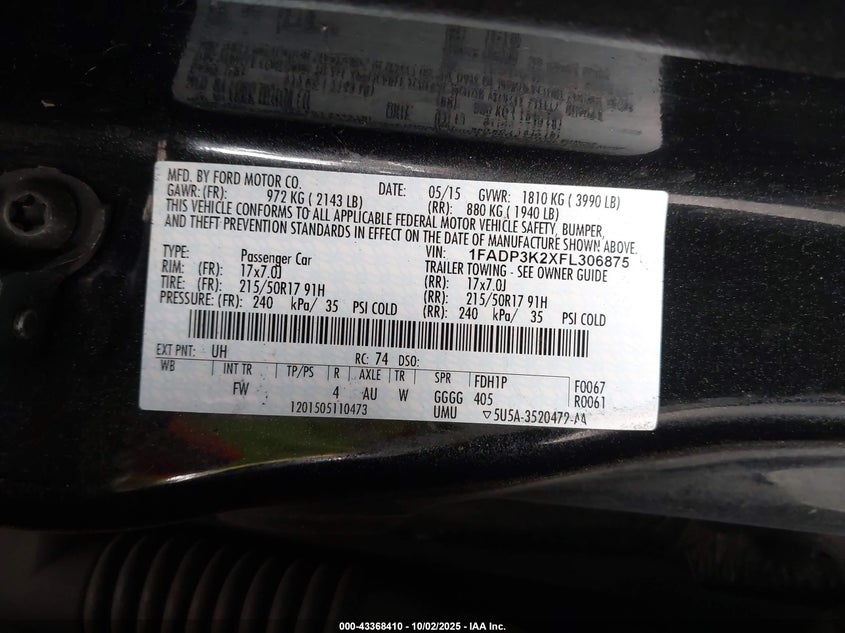 MFD. BY FORD MOTOR CO. DATE: 05/15 GVWR: 1810 KG ( 3990 LB)
GAWR: (FR): 972 KG ( 2143 LB) (RR): 880 KG ( 1940 LB)
THIS VEHICLE CONFORMS TO ALL APPLICABLE FEDERAL MOTOR VEHICLE SAFETY, BUMPER,
AND THEFT PREVENTION STANDARDS IN EFFECT ON THE DATE OF MANUFACTURE SHOWN ABOVE.
VIN: 1FADP3K2XFL306875
TYPE: Passenger Car TRAILER TOWING - SEE OWNER GUIDE
RIM: (FR) 17x7.0J (RR): 17x7.0J
TIRE: (FR) 215/50R17 91H (RR): 215/50R17 91H
PRESSURE: (FR): 240 kPa/ 35 PSI COLD (RR): 240 kPa/ 35 PSI COLD
EXT PNT: UH RC: 74 DSO:
WB INT TR TP/PS R AXLE TR SPR FDH1P F0067
FW 4 AU W GGGG 405 R0061
1201505110473 UMU ▽5U5A-3520472-AA
000-43368410 - 10/02/2025 - IAA Inc.